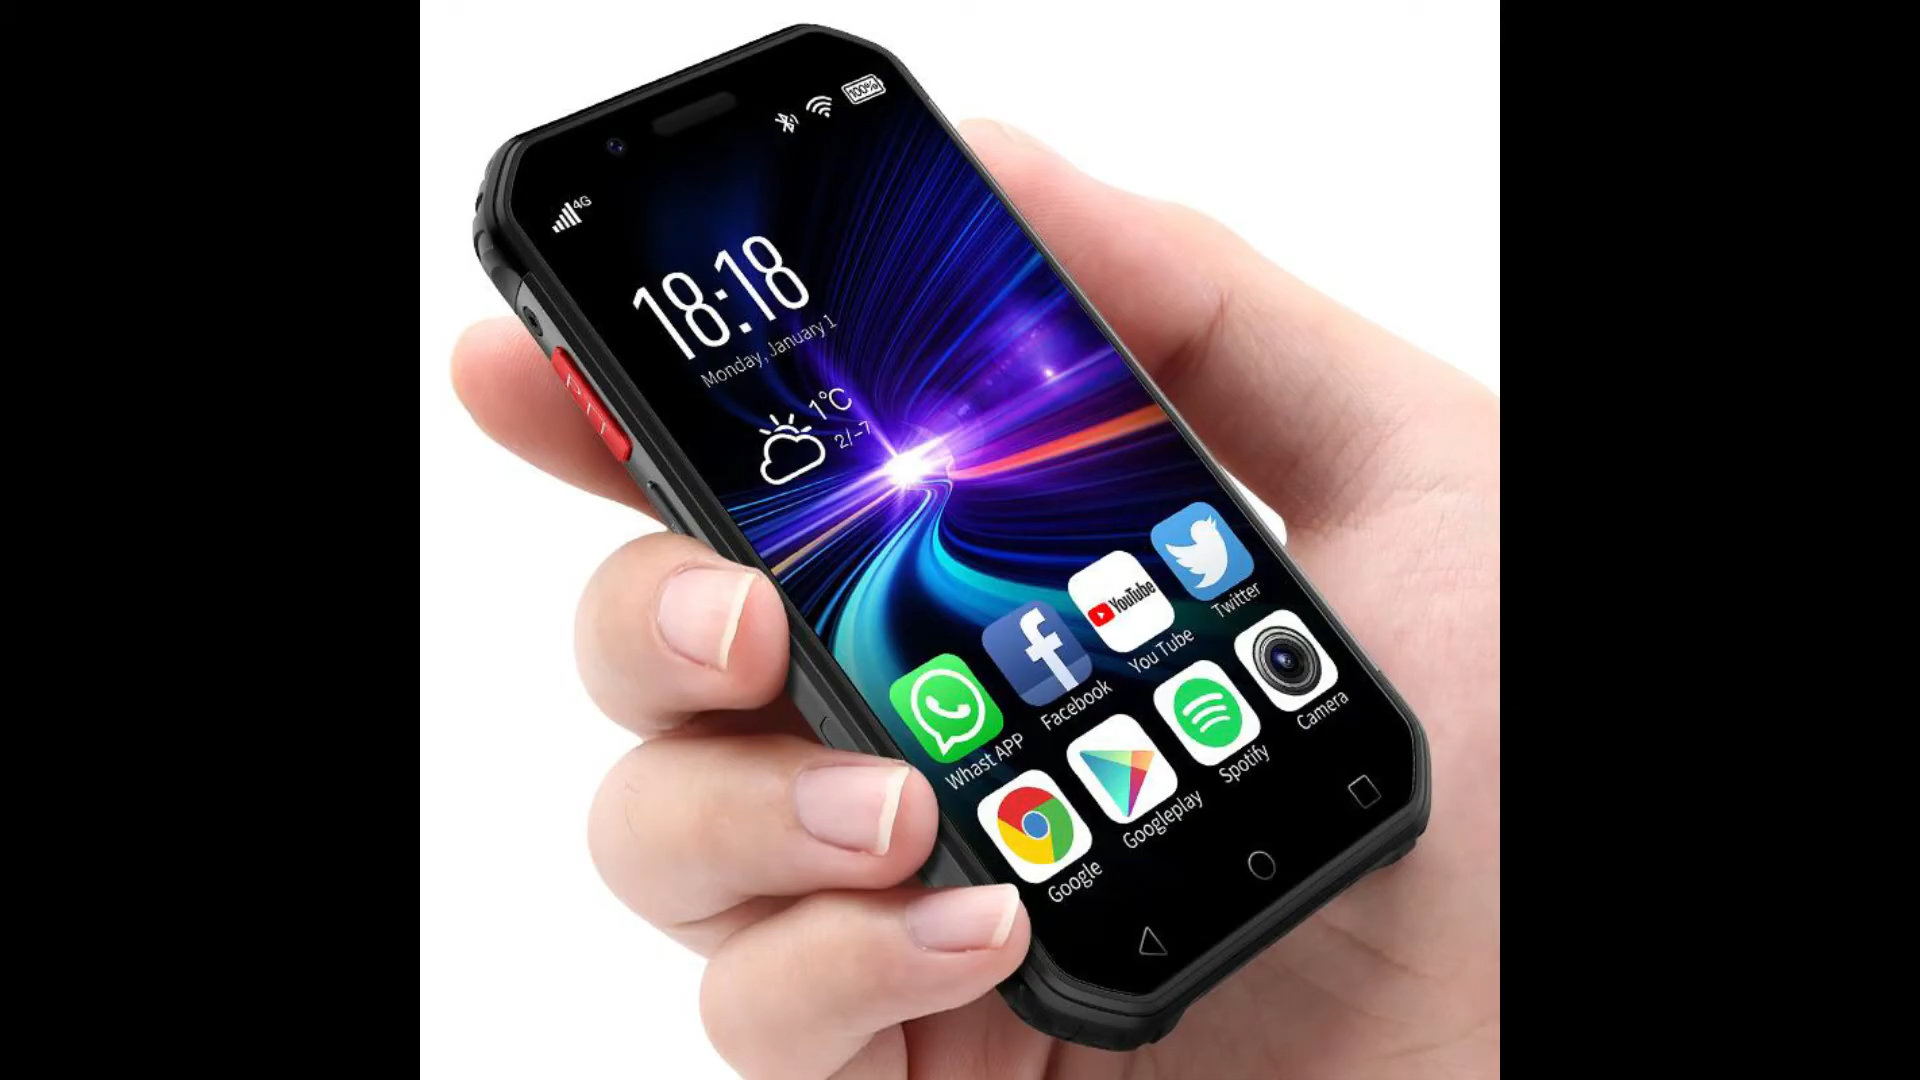 100%
4G
18:18
Monday, January 1
1°C
2/-7
PTT
YouTube
Whast APP
Facebook
You Tube
Twitter
Google
Googleplay
Spotify
Camera